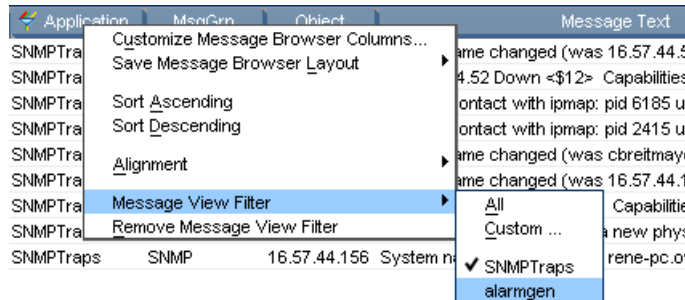 Application MsgGrp Object Message Text
SNMPTra Customize Message Browser Columns... ame changed (was 16.57.44.5
SNMPTra Save Message Browser Layout 4.52 Down <$12> Capabilities
SNMPTra Sort Ascending ontact with ipmap: pid 6185 u
SNMPTra Sort Descending ontact with ipmap: pid 2415 u
SNMPTra Alignment ame changed (was cbreitmay
SNMPTra ame changed (was 16.57.44.1
SNMPTra Message View Filter All Capabilitie
SNMPTra Remove Message View Filter Custom ... a new phys
SNMPTraps SNMP 16.57.44.156 System na SNMPTraps rene-pc.o
alarmgen